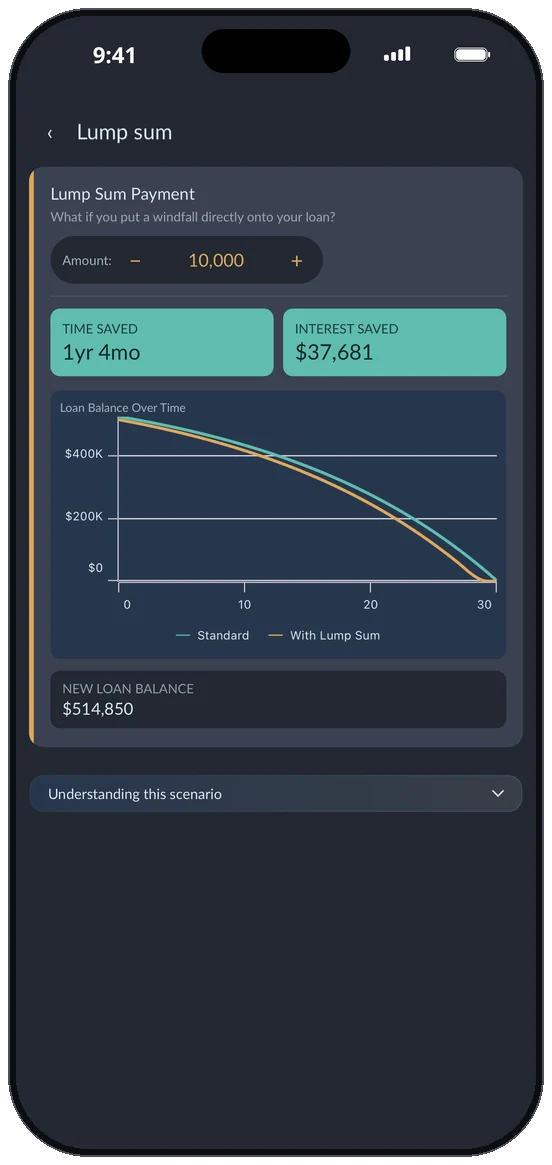 9:41
‹ Lump sum
Lump Sum Payment
What if you put a windfall directly onto your loan?
Amount: − 10,000 +
TIME SAVED
1yr 4mo
INTEREST SAVED
$37,681
Loan Balance Over Time
$400K
$200K
$0
0 10 20 30
Standard With Lump Sum
NEW LOAN BALANCE
$514,850
Understanding this scenario